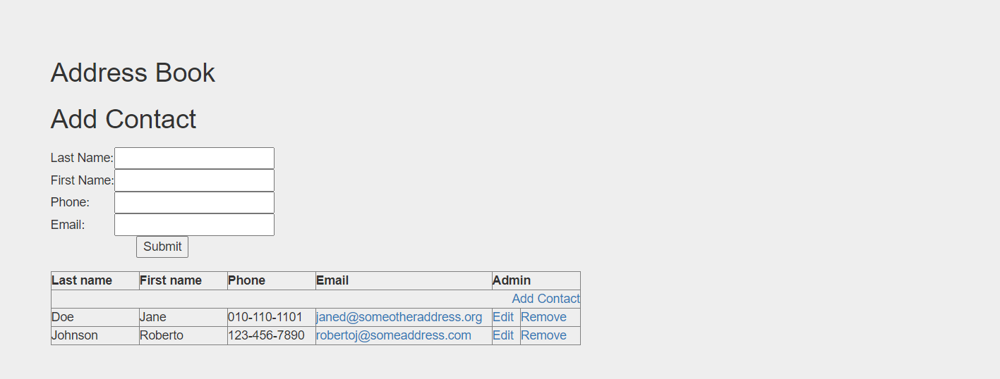 Address Book
Add Contact
Last Name:
First Name:
Phone:
Email:
Submit
Last name First name Phone Email Admin
Add Contact
Doe Jane 010-110-1101 janed@someotheraddress.org Edit Remove
Johnson Roberto 123-456-7890 robertoj@someaddress.com Edit Remove